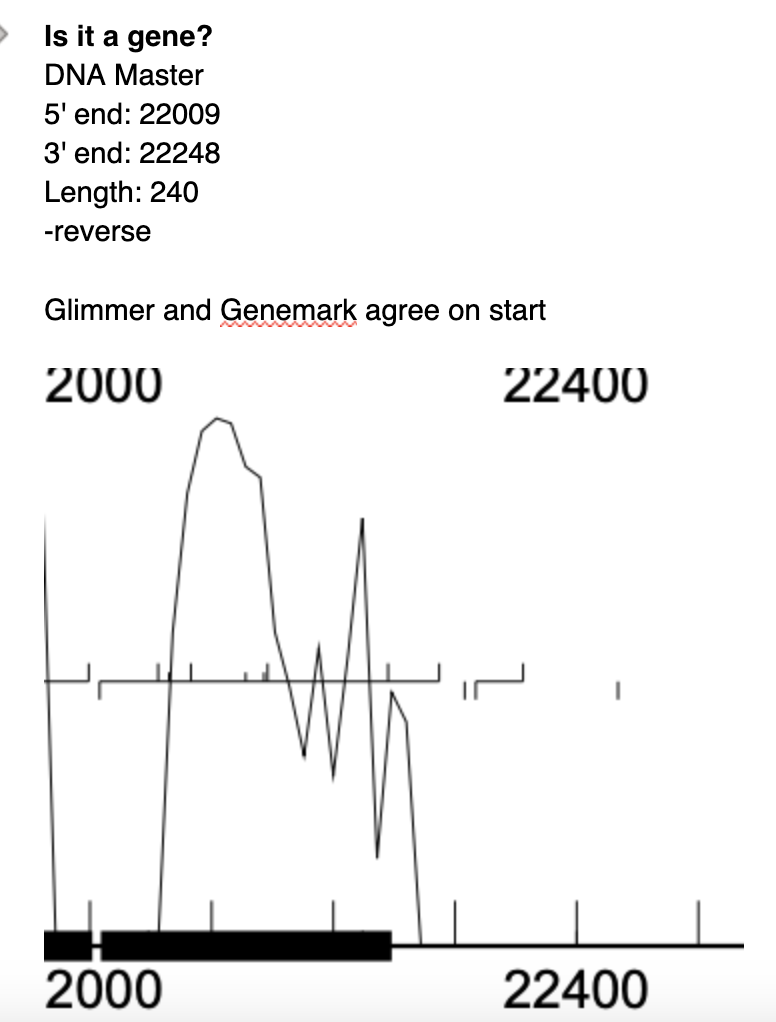 Is it a gene?
DNA Master
5' end: 22009
3' end: 22248
Length: 240
-reverse
Glimmer and Genemark agree on start
2000 22400
2000 22400